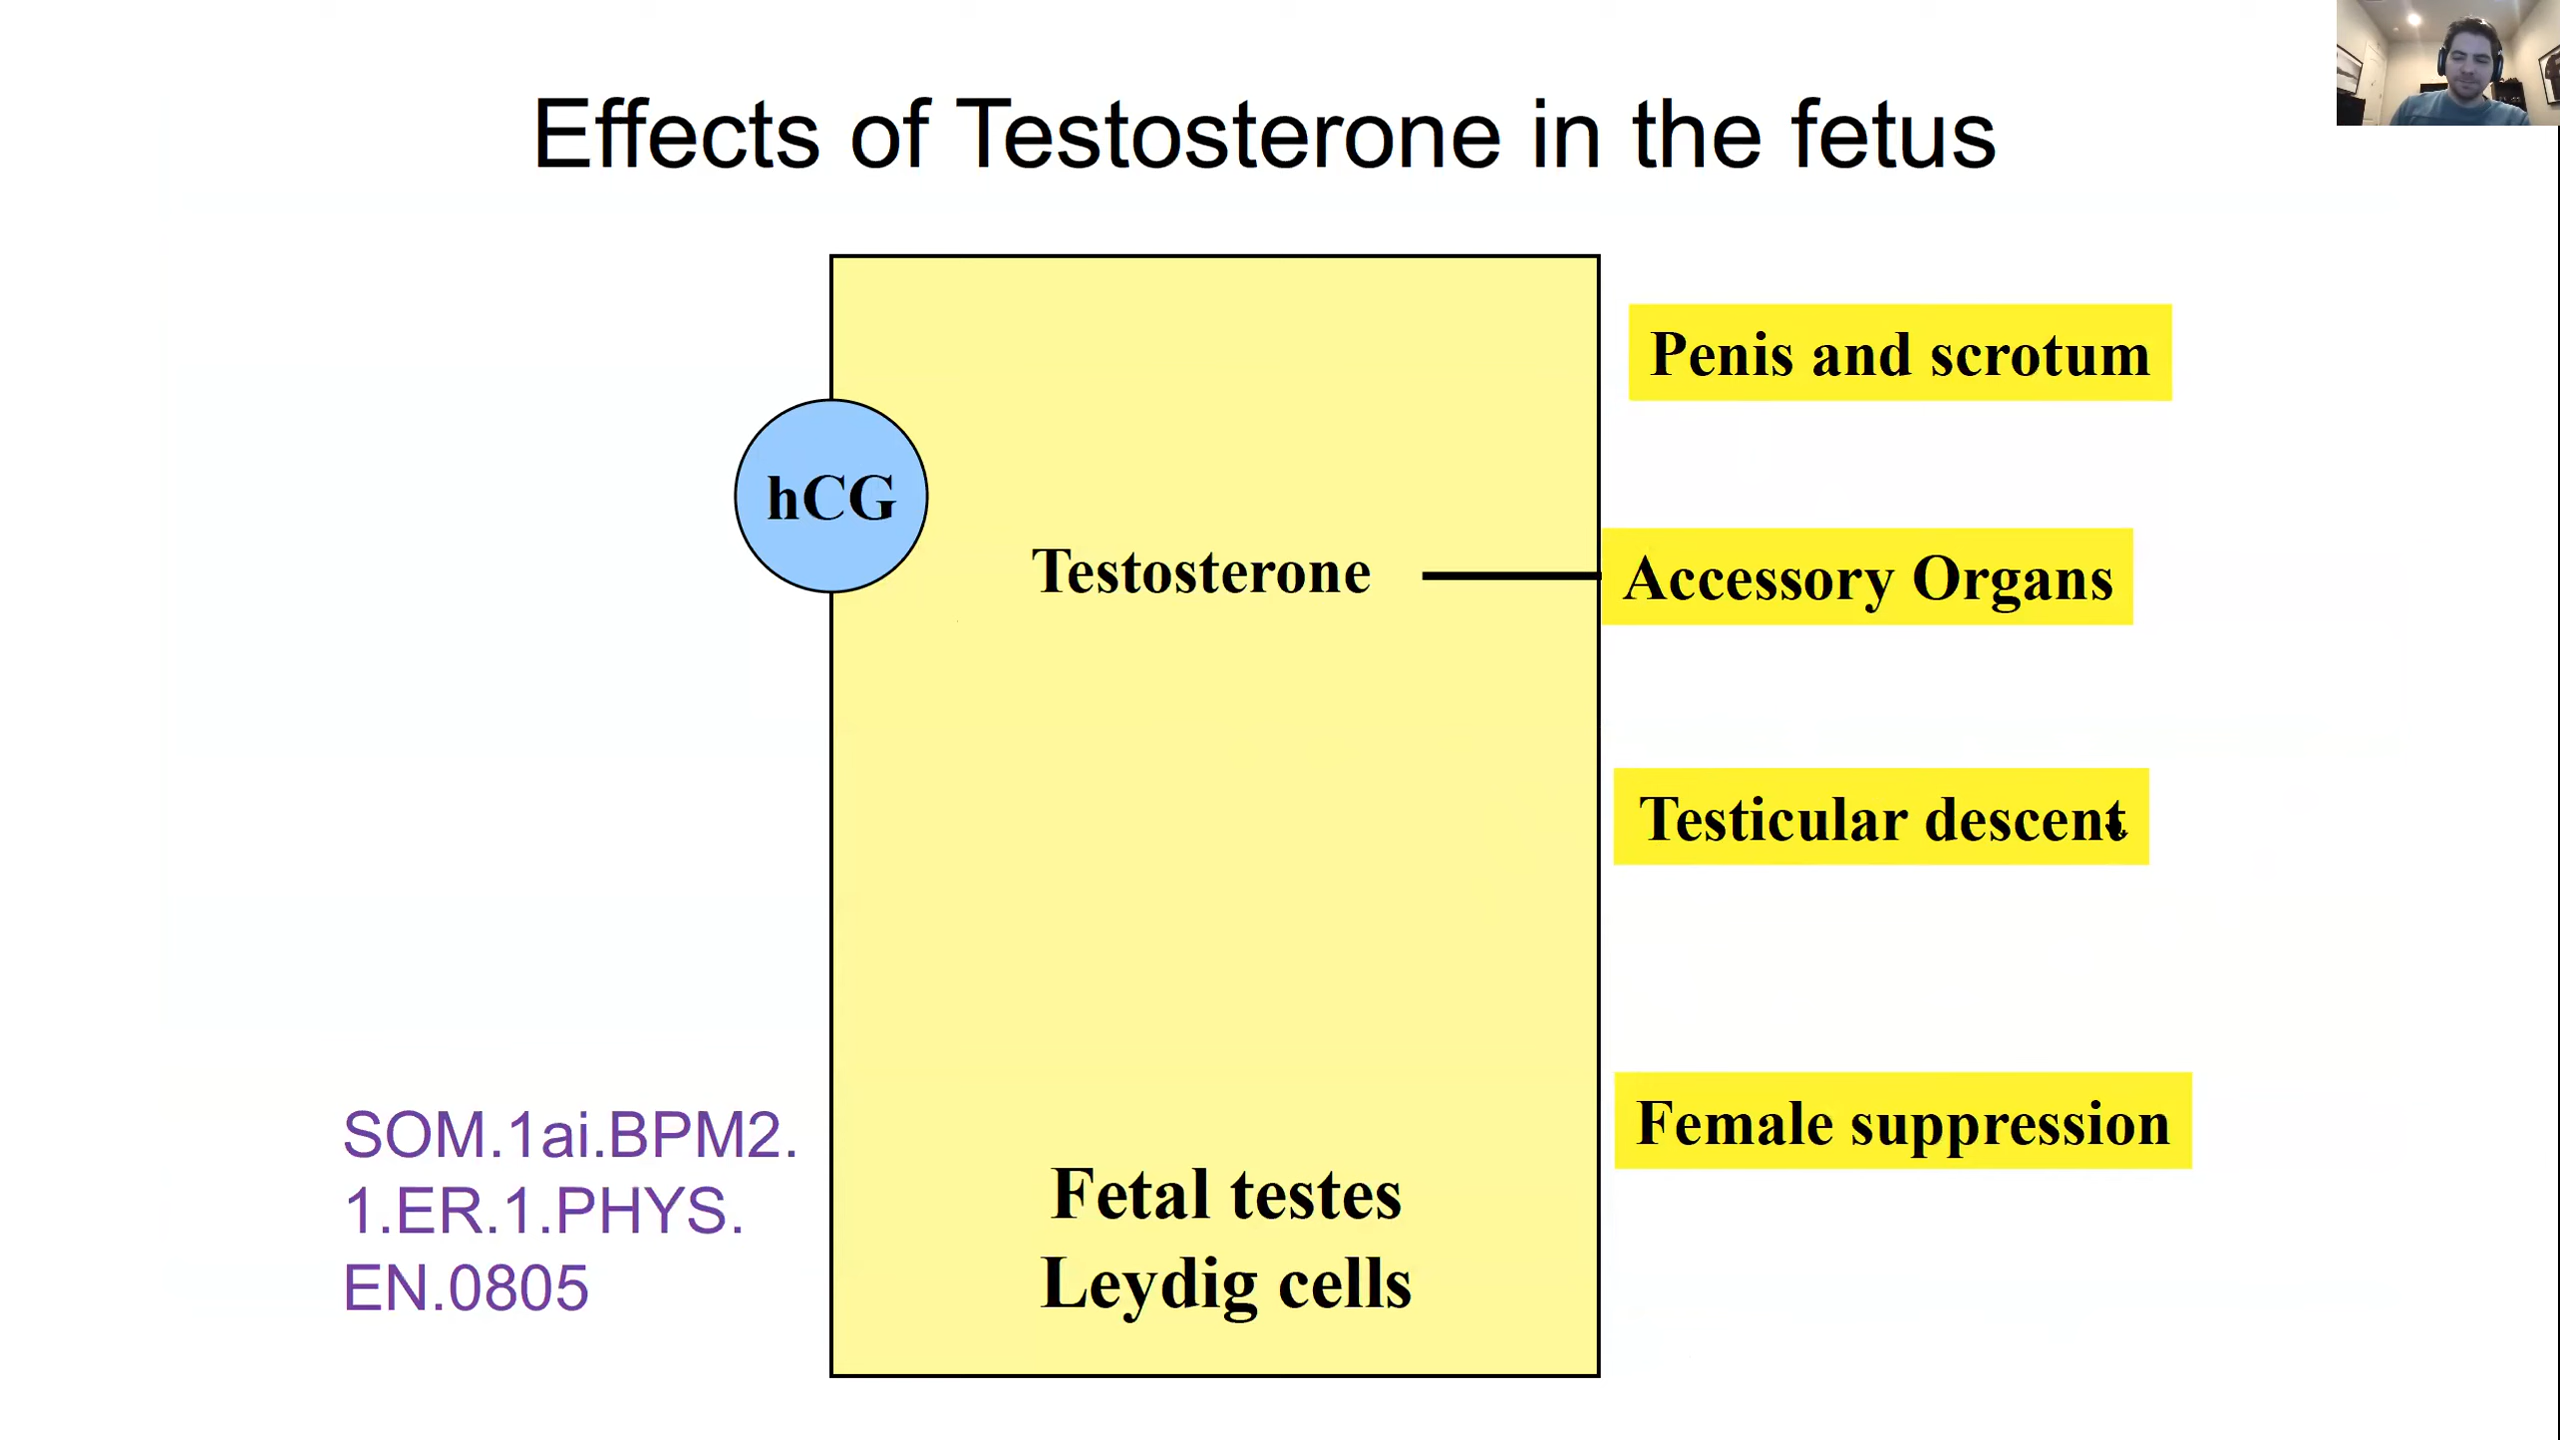 Effects of Testosterone in the fetus
Penis and scrotum
hCG
Testosterone
Accessory Organs
Testicular descent
Female suppression
SOM.1ai.BPM2.
1.ER.1.PHYS.
EN.0805
Fetal testes
Leydig cells